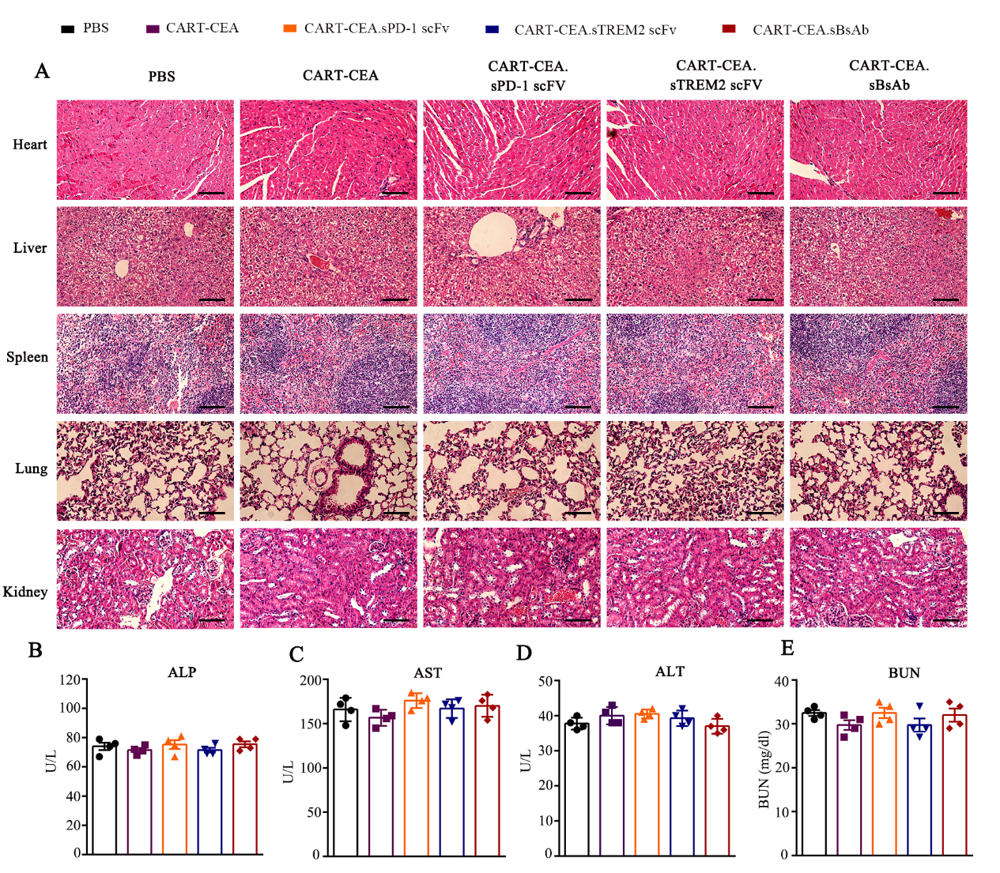 PBS CART-CEA CART-CEA.sPD-1 scFv CART-CEA.sTREM2 scFv CART-CEA.sBsAb
A
PBS
CART-CEA
CART-CEA.
sPD-1 scFV
CART-CEA.
sTREM2 scFV
CART-CEA.
sBsAb
Heart
Liver
Spleen
Lung
Kidney
B
ALP
U/L
120
100
80
60
40
20
0
C
AST
U/L
200
150
100
50
0
D
ALT
U/L
50
40
30
20
10
0
E
BUN
BUN (mg/dl)
40
30
20
10
0